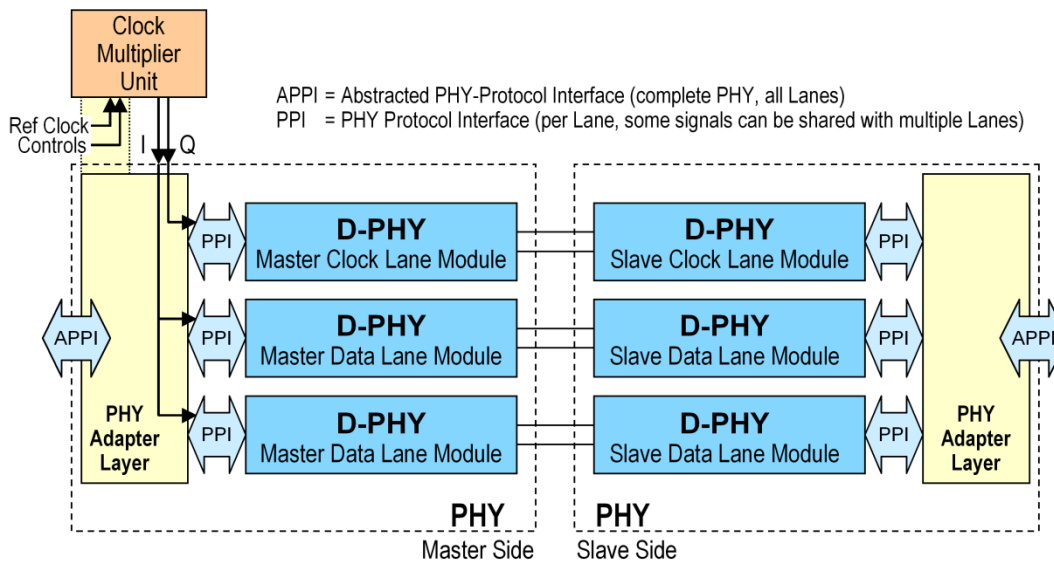 Clock
Multiplier
Unit
APPI = Abstracted PHY-Protocol Interface (complete PHY, all Lanes)
PPI = PHY Protocol Interface (per Lane, some signals can be shared with multiple Lanes)
Ref Clock
Controls
I Q
PPI
D-PHY
Master Clock Lane Module
D-PHY
Slave Clock Lane Module
PPI
APPI
PPI
D-PHY
Master Data Lane Module
D-PHY
Slave Data Lane Module
PPI
APPI
PHY
Adapter
Layer
PPI
D-PHY
Master Data Lane Module
D-PHY
Slave Data Lane Module
PPI
PHY
Adapter
Layer
PHY
Master Side
PHY
Slave Side